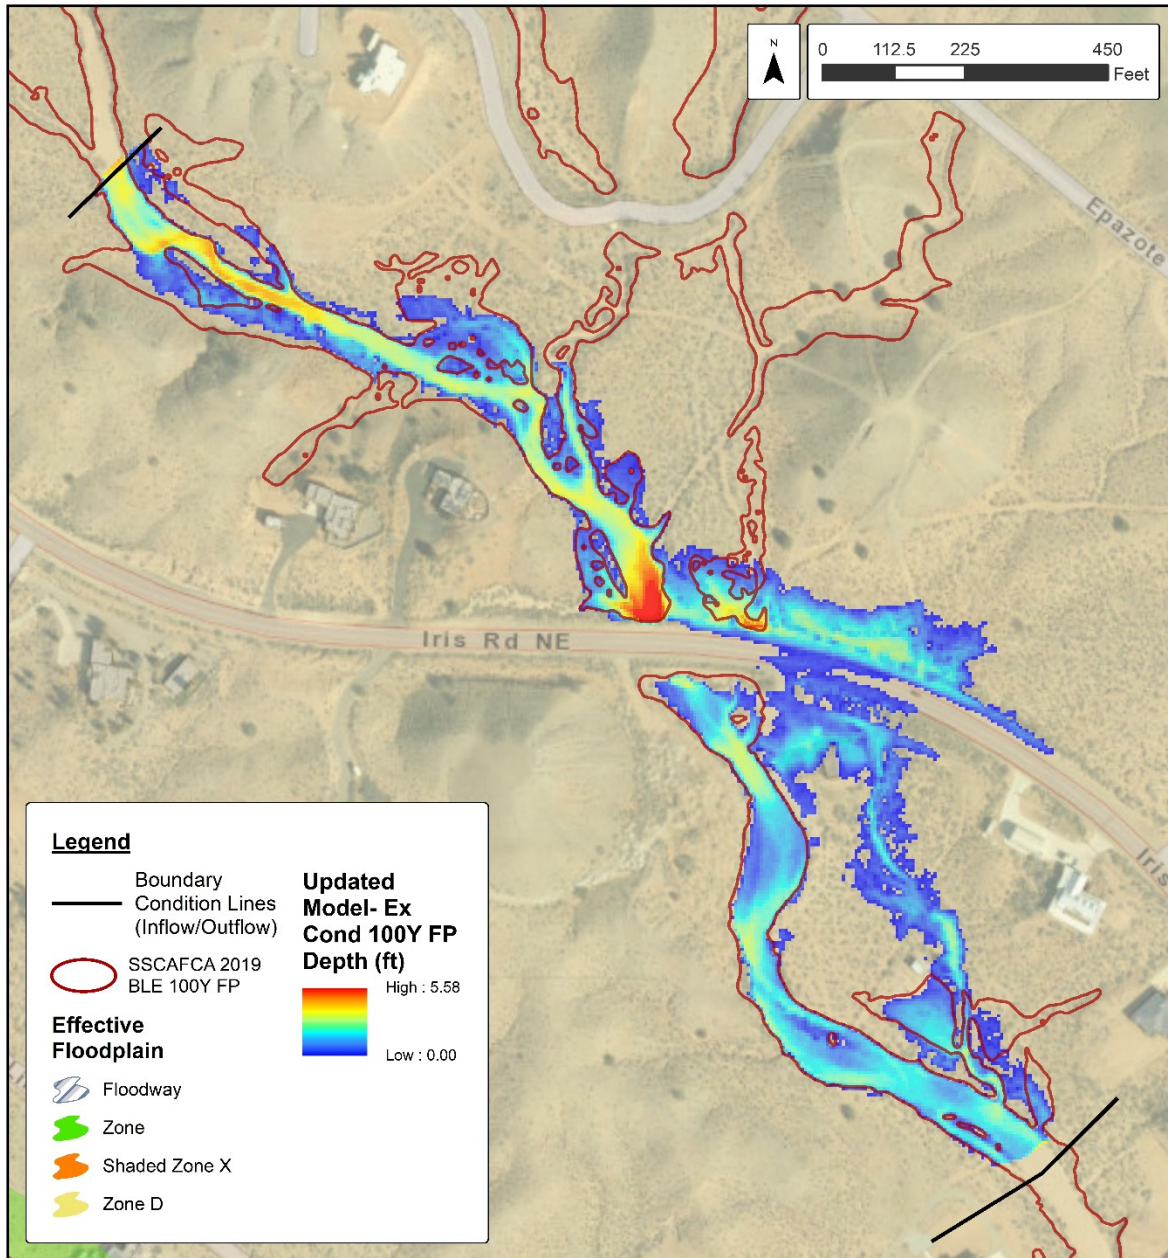 N
0 112.5 225 450
Feet
Epazote
Iris Rd NE
Iris
Legend
Boundary
Condition Lines
(Inflow/Outflow)
SSCAFCA 2019
BLE 100Y FP
Effective
Floodplain
Floodway
Zone
Shaded Zone X
Zone D
Updated
Model- Ex
Cond 100Y FP
Depth (ft)
High : 5.58
Low : 0.00